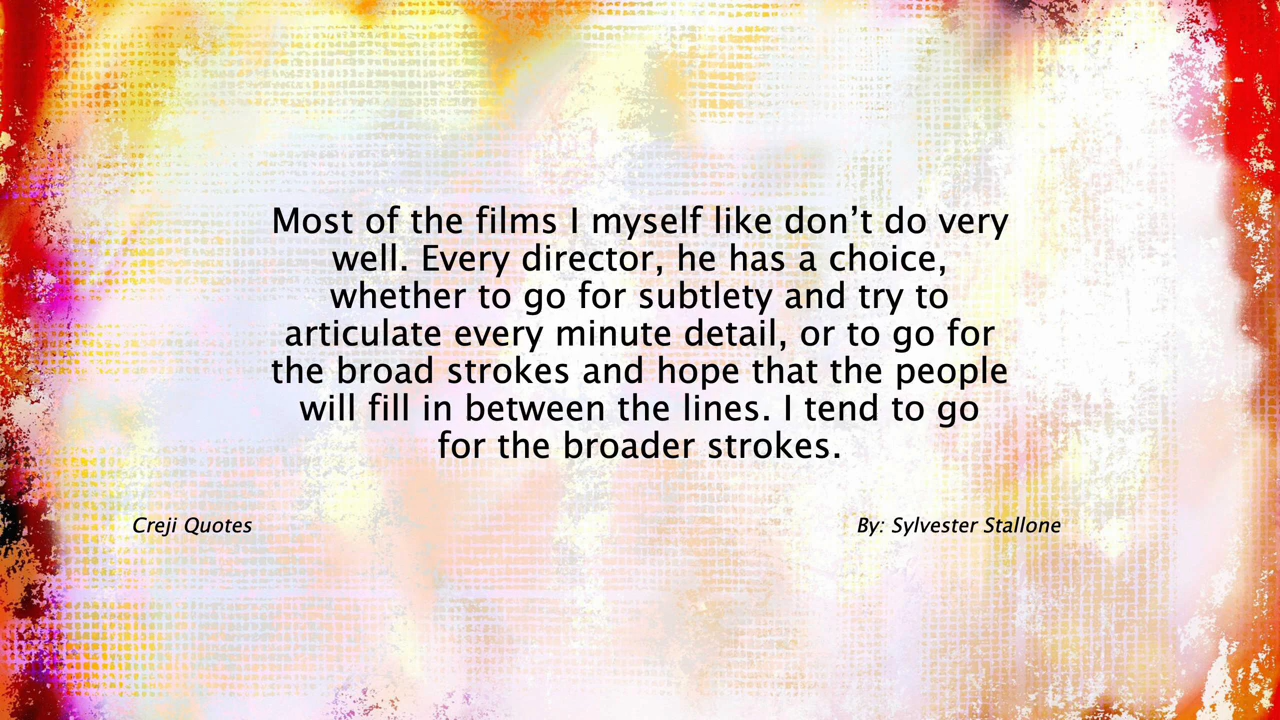 Most of the films I myself like don’t do very
well. Every director, he has a choice,
whether to go for subtlety and try to
articulate every minute detail, or to go for
the broad strokes and hope that the people
will fill in between the lines. I tend to go
for the broader strokes.
Creji Quotes
By: Sylvester Stallone